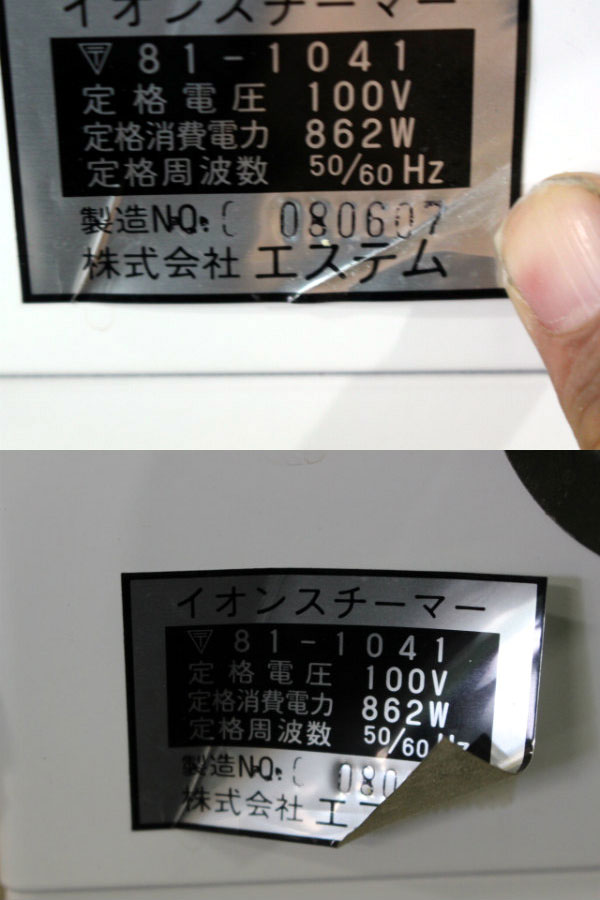 イオンスチーマー
〒 81-1041
定格電圧 100V
定格消費電力 862W
定格周波数 50/60 Hz
製造NO. ( 080607
株式会社 エステム
イオンスチーマー
〒 81-1041
定格電圧 100V
定格消費電力 862W
定格周波数 50/60 Hz
製造NO. ( 080
株式会社 エ